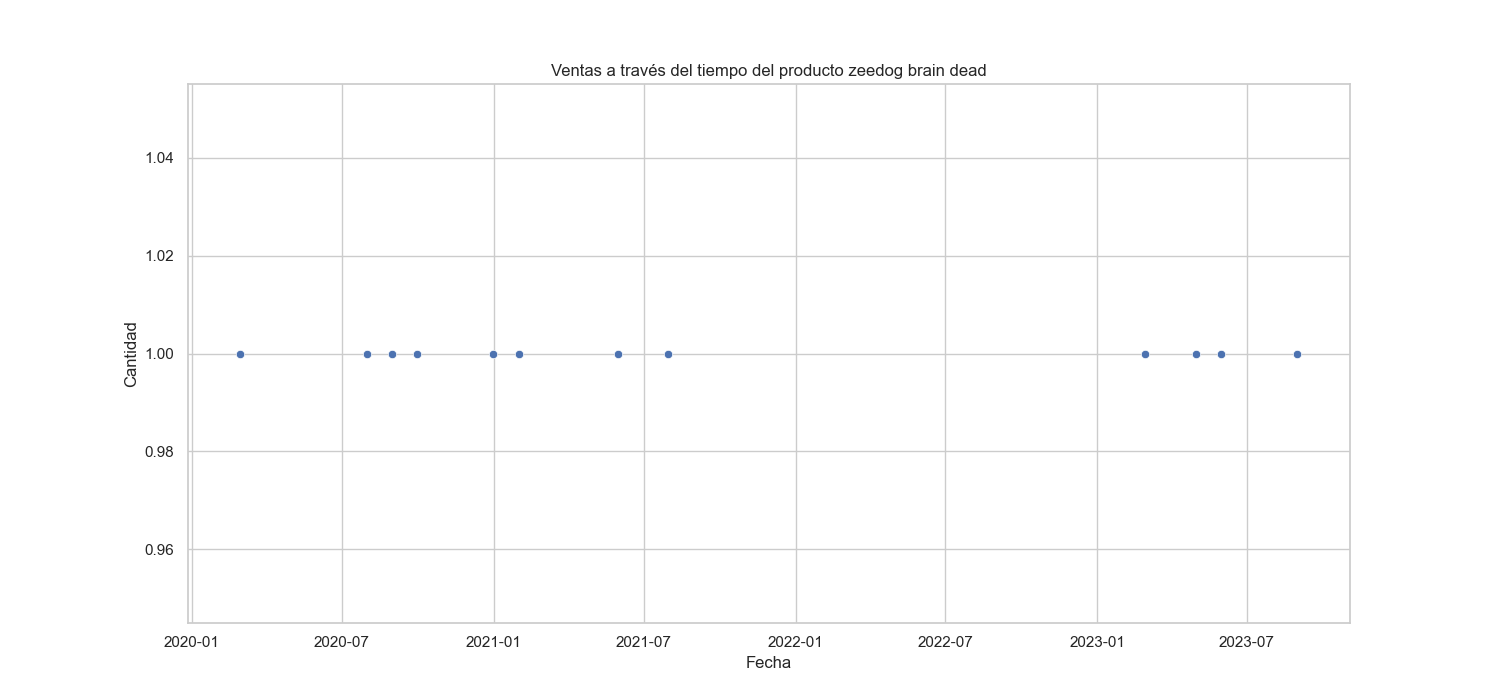 Ventas a través del tiempo del producto zeedog brain dead
1.04
1.02
1.00
0.98
0.96
Cantidad
2020-01 2020-07 2021-01 2021-07 2022-01 2022-07 2023-01 2023-07
Fecha